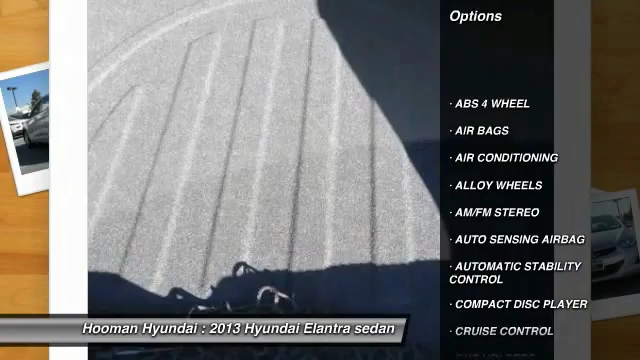 Options
· ABS 4 WHEEL
· AIR BAGS
· AIR CONDITIONING
· ALLOY WHEELS
· AM/FM STEREO
· AUTO SENSING AIRBAG
· AUTOMATIC STABILITY
CONTROL
· COMPACT DISC PLAYER
· CRUISE CONTROL
Hooman Hyundai : 2013 Hyundai Elantra sedan